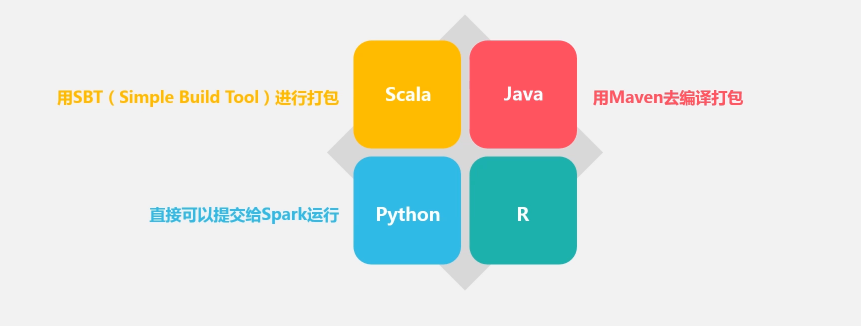 用SBT（Simple Build Tool）进行打包
Scala
Java
用Maven去编译打包
直接可以提交给Spark运行
Python
R